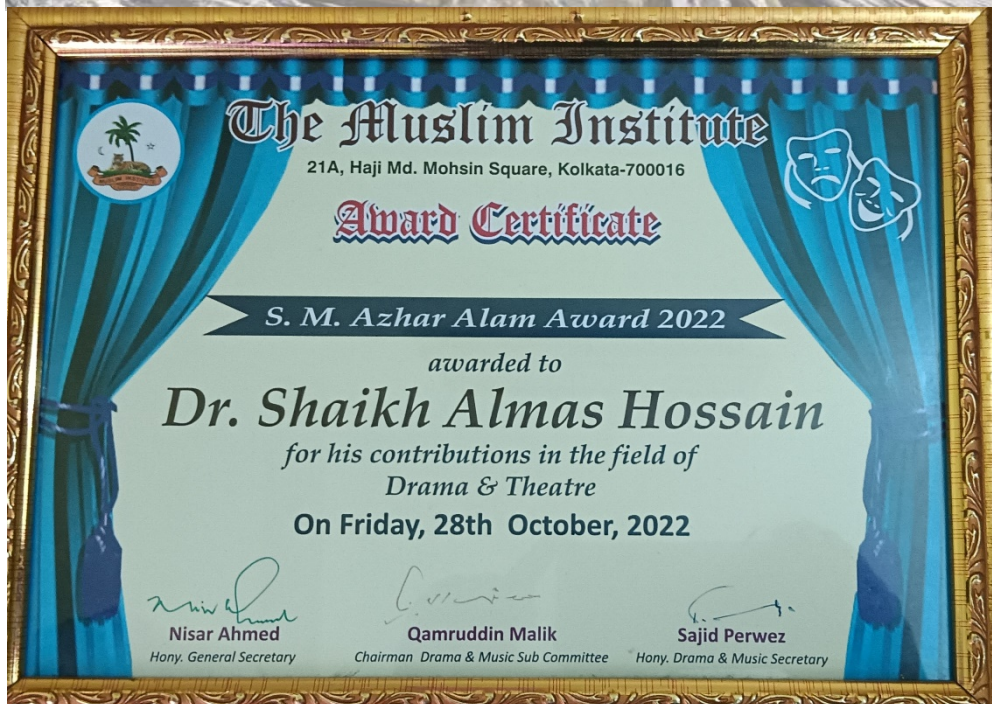 The Muslim Institute
21A, Haji Md. Mohsin Square, Kolkata-700016
Award Certificate
S. M. Azhar Alam Award 2022
awarded to
Dr. Shaikh Almas Hossain
for his contributions in the field of
Drama & Theatre
On Friday, 28th October, 2022
Nisar Ahmed
Hony. General Secretary
Qamruddin Malik
Chairman Drama & Music Sub Committee
Sajid Perwez
Hony. Drama & Music Secretary